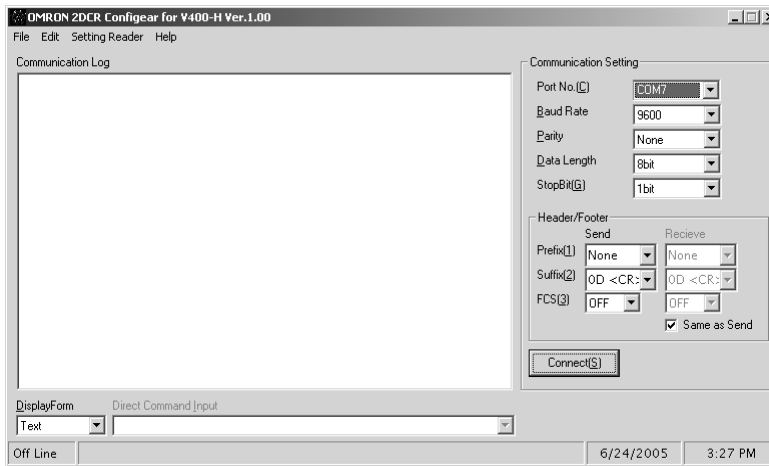 OMRON 2DCR Configear for V400-H Ver.1.00
File Edit Setting Reader Help
Communication Log
Communication Setting
Port No.(C) COM7
Baud Rate 9600
Parity None
Data Length 8bit
StopBit(G) 1bit
Header/Footer
Send Recieve
Prefix(1) None None
Suffix(2) 0D <CR> 0D <CR>
FCS(3) OFF OFF
Same as Send
Connect(S)
DisplayForm Direct Command Input
Text
Off Line 6/24/2005 3:27 PM